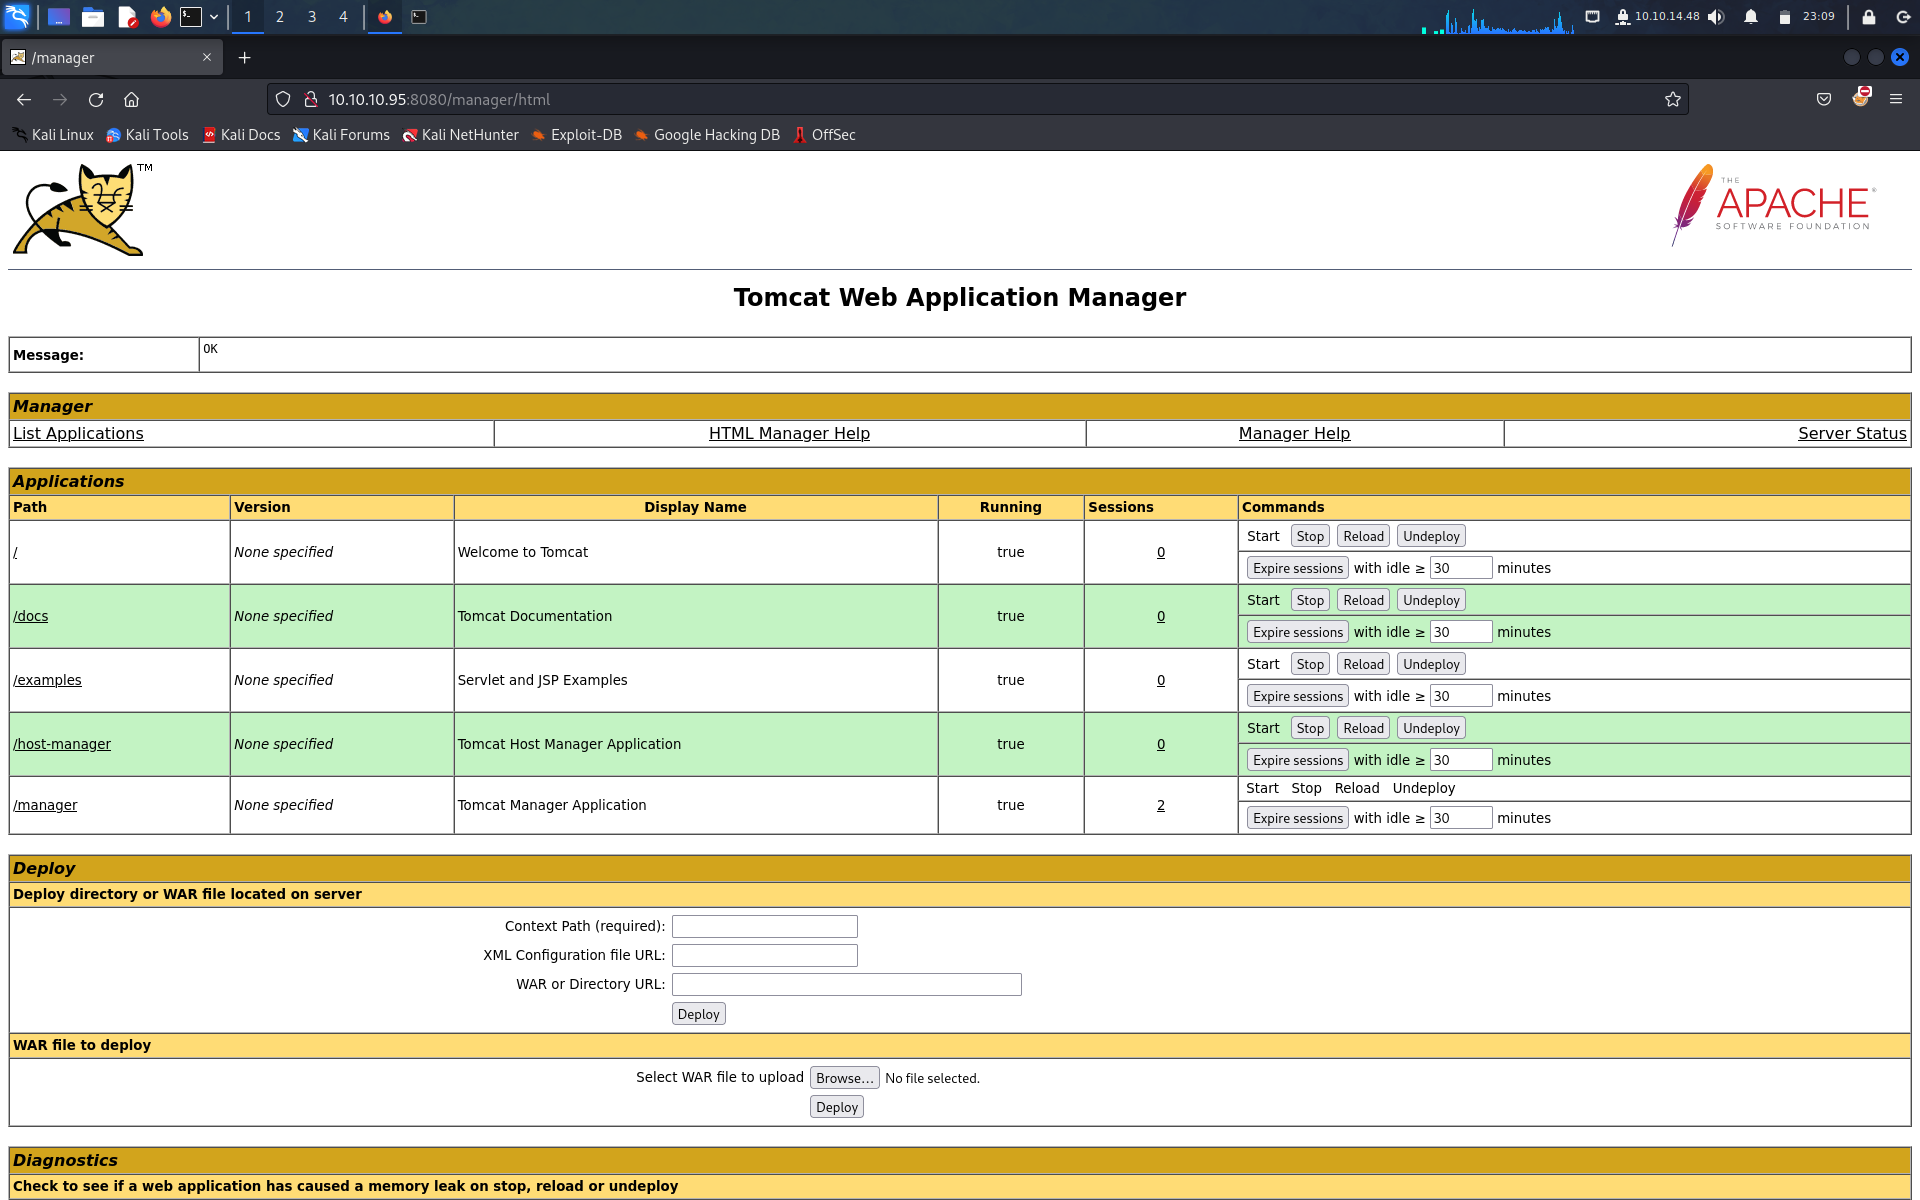 1 2 3 4 10.10.14.48 23:09
/manager
10.10.10.95:8080/manager/html
Kali Linux Kali Tools Kali Docs Kali Forums Kali NetHunter Exploit-DB Google Hacking DB OffSec
TM
THE
APACHE®
SOFTWARE FOUNDATION
Tomcat Web Application Manager
Message: OK
Manager
List Applications HTML Manager Help Manager Help Server Status
Applications
Path Version Display Name Running Sessions Commands
/ None specified Welcome to Tomcat true 0 Start Stop Reload Undeploy
Expire sessions with idle ≥ 30 minutes
/docs None specified Tomcat Documentation true 0 Start Stop Reload Undeploy
Expire sessions with idle ≥ 30 minutes
/examples None specified Servlet and JSP Examples true 0 Start Stop Reload Undeploy
Expire sessions with idle ≥ 30 minutes
/host-manager None specified Tomcat Host Manager Application true 0 Start Stop Reload Undeploy
Expire sessions with idle ≥ 30 minutes
/manager None specified Tomcat Manager Application true 2 Start Stop Reload Undeploy
Expire sessions with idle ≥ 30 minutes
Deploy
Deploy directory or WAR file located on server
Context Path (required):
XML Configuration file URL:
WAR or Directory URL:
Deploy
WAR file to deploy
Select WAR file to upload Browse... No file selected.
Deploy
Diagnostics
Check to see if a web application has caused a memory leak on stop, reload or undeploy